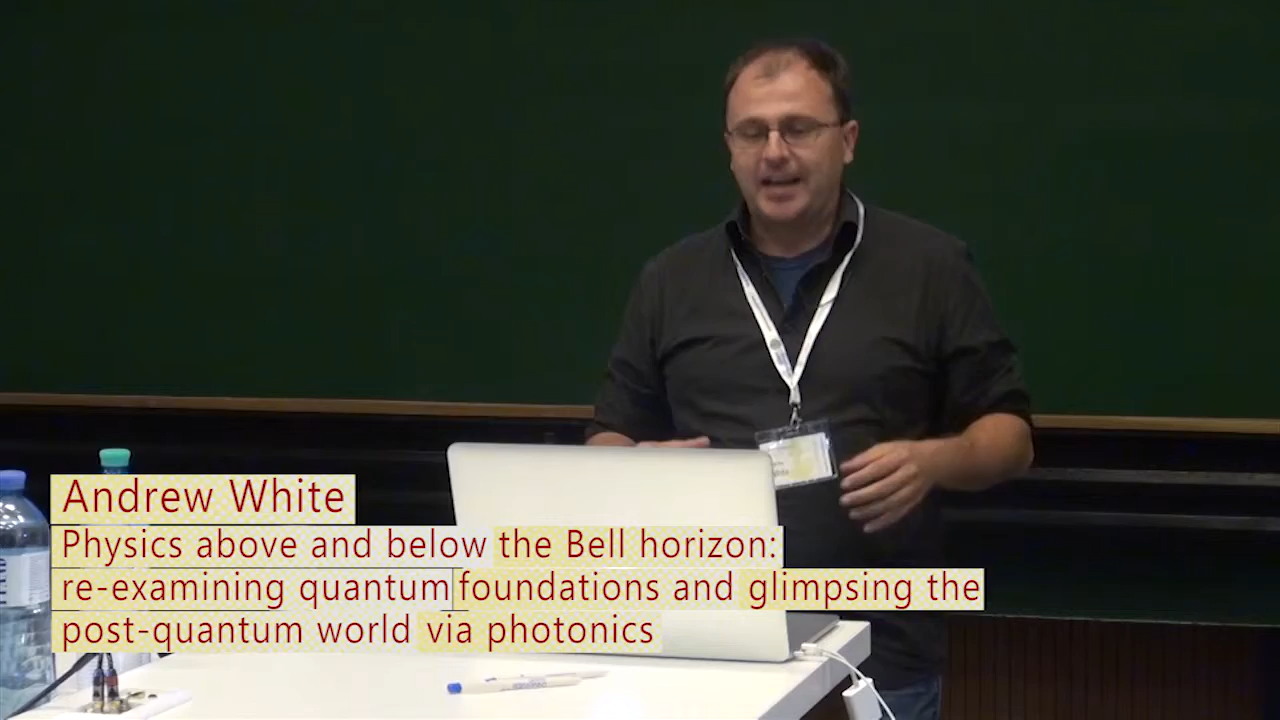 Andrew White
Physics above and below the Bell horizon:
re-examining quantum foundations and glimpsing the
post-quantum world via photonics